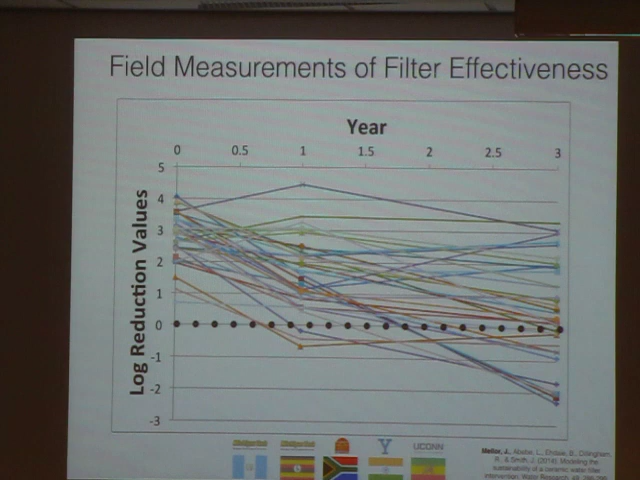 Field Measurements of Filter Effectiveness
Year
0 0.5 1 1.5 2 2.5 3
Log Reduction Values
5
4
3
2
1
0
-1
-2
-3
UCONN
Mellor, J., Abebe, L., Ehdaie, B., Dillingham,
R., & Smith, J. (2014). Modeling the
sustainability of a ceramic water filter
intervention. Water Research, 49,